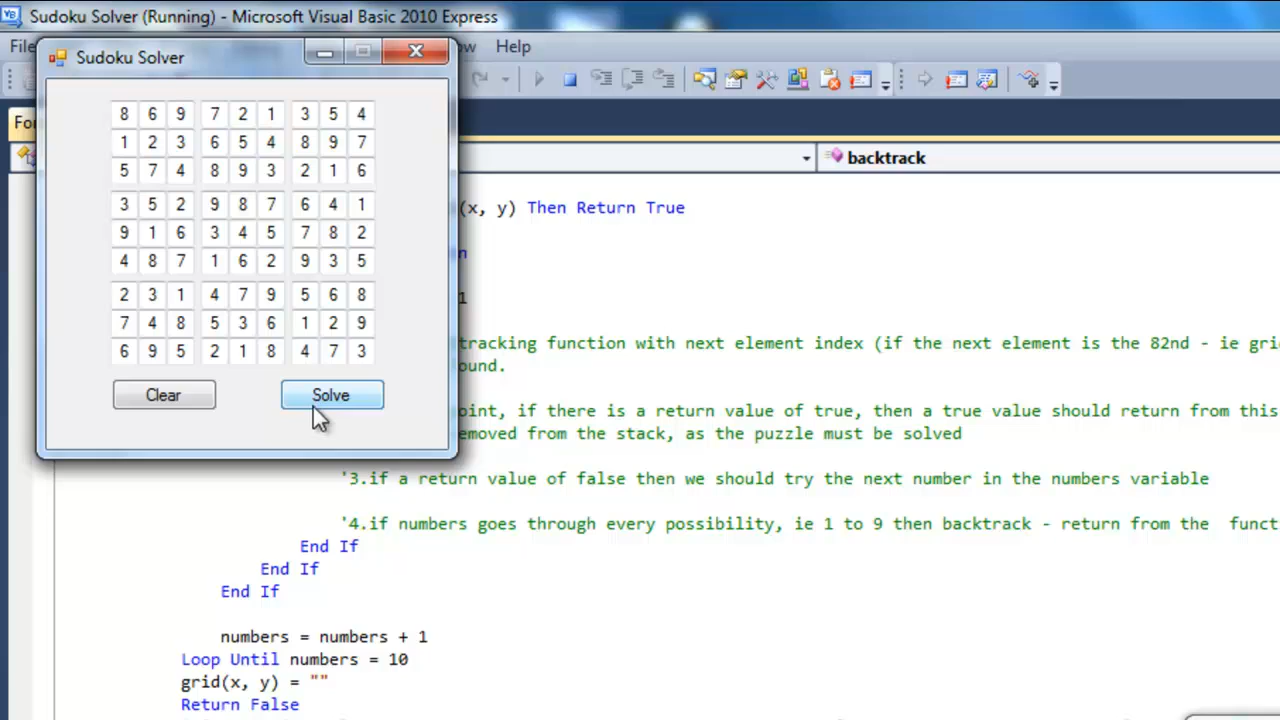 Sudoku Solver (Running) - Microsoft Visual Basic 2010 Express
Help
Sudoku Solver
8 6 9 7 2 1 3 5 4
1 2 3 6 5 4 8 9 7
5 7 4 8 9 3 2 1 6
3 5 2 9 8 7 6 4 1
9 1 6 3 4 5 7 8 2
4 8 7 1 6 2 9 3 5
2 3 1 4 7 9 5 6 8
7 4 8 5 3 6 1 2 9
6 9 5 2 1 8 4 7 3
Clear Solve
backtrack
(x, y) Then Return True
tracking function with next element index (if the next element is the 82nd - ie
if there is a return value of true, then a true value should return from this
from the stack, as the puzzle must be solved
'3.if a return value of false then we should try the next number in the numbers variable
'4.if numbers goes through every possibility, ie 1 to 9 then backtrack - return from the
End If
End If
End If
numbers = numbers + 1
Loop Until numbers = 10
grid(x, y) = ""
Return False